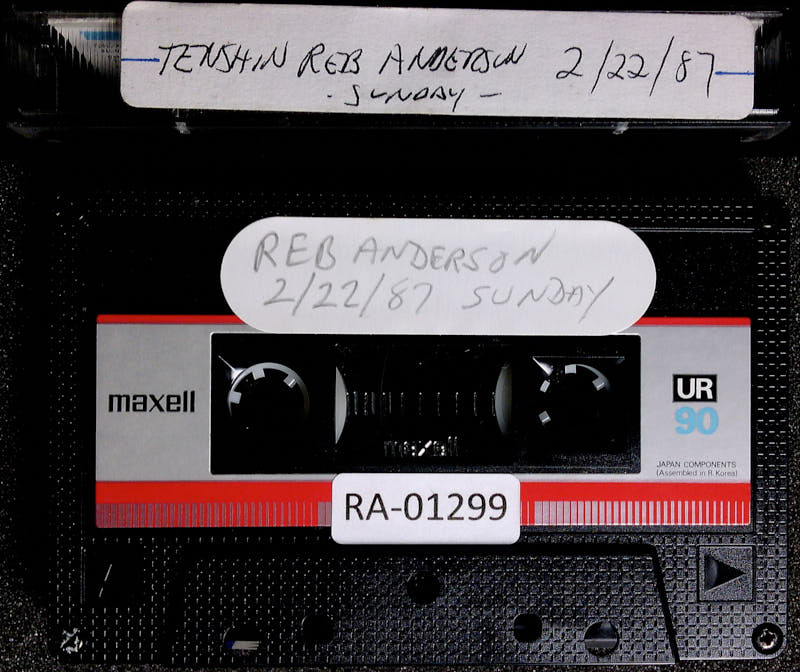 TENSHIN REB ANDERSON 2/22/87
- SUNDAY -
REB ANDERSON
2/22/87 SUNDAY
maxell
UR
90
maxell
JAPAN COMPONENTS
(Assembled in R.Korea)
RA-01299